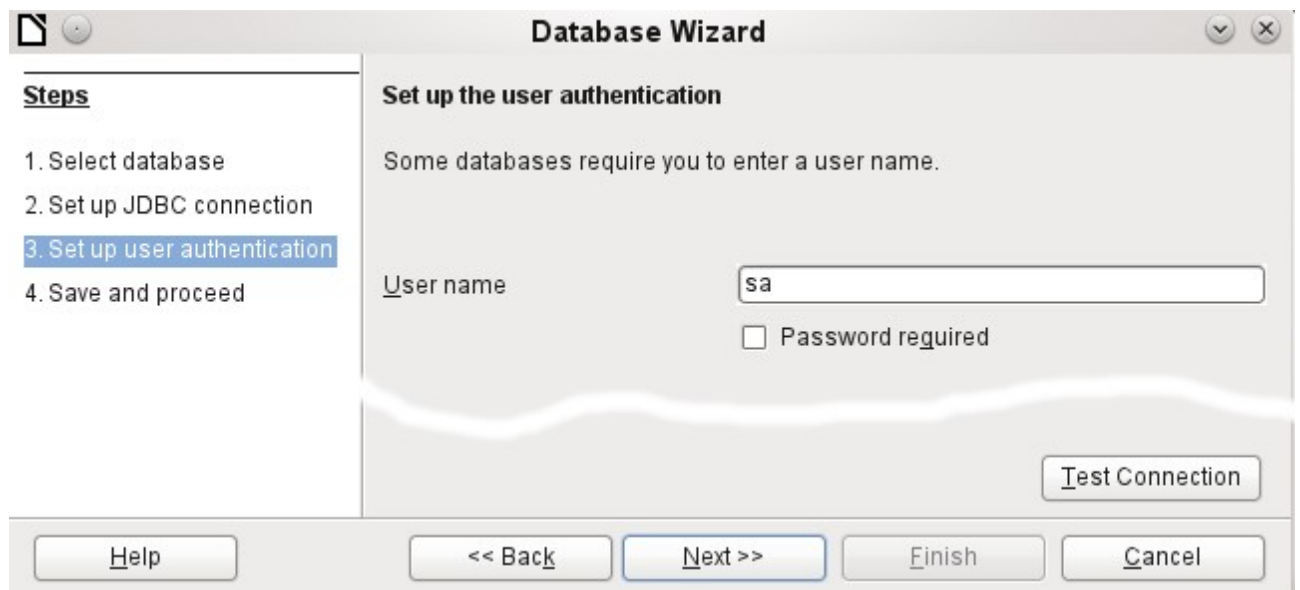 Database Wizard
Steps
1. Select database
2. Set up JDBC connection
3. Set up user authentication
4. Save and proceed
Set up the user authentication
Some databases require you to enter a user name.
User name
sa
Password required
Test Connection
Help
<< Back
Next >>
Finish
Cancel